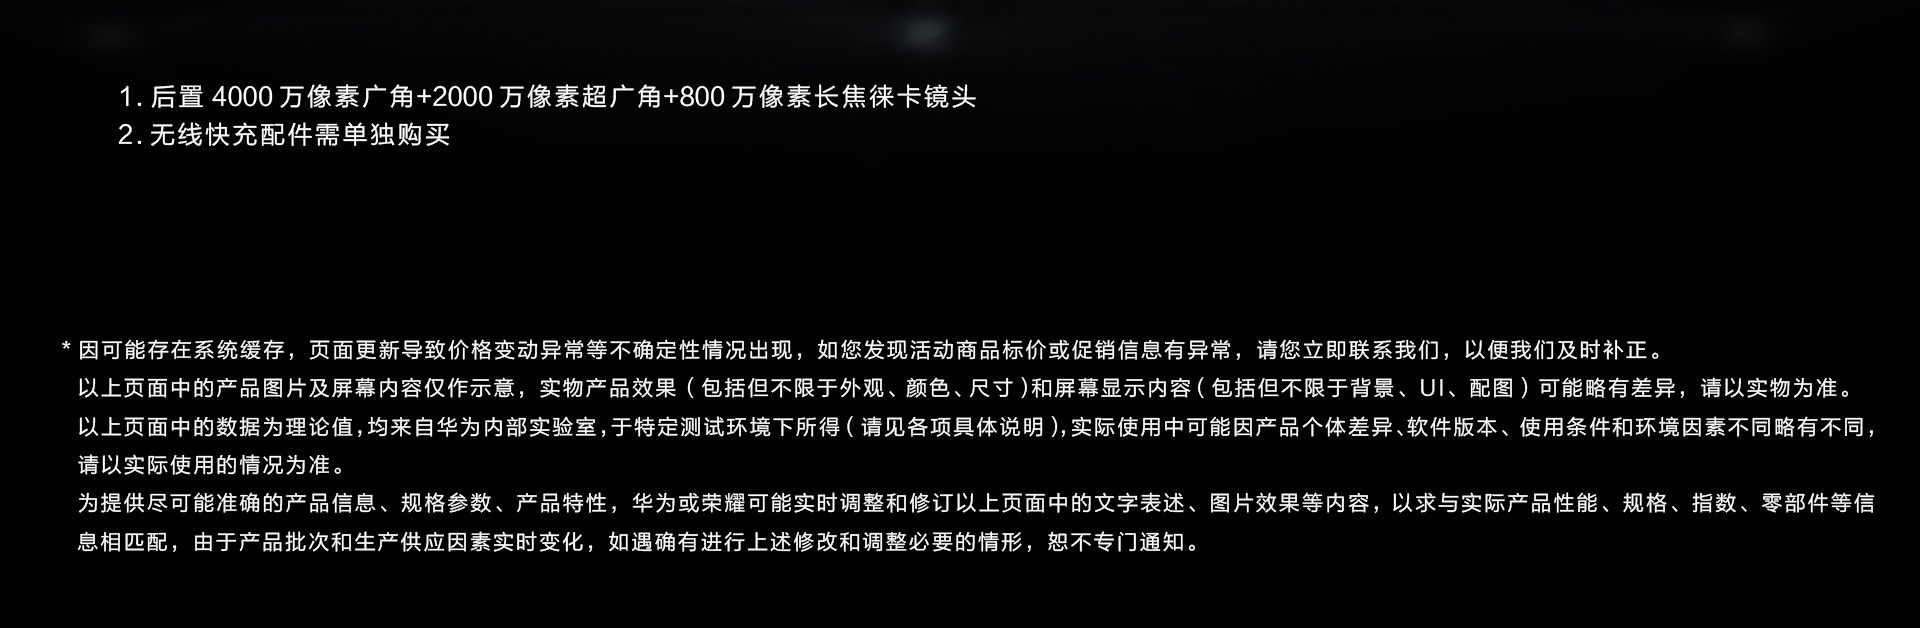 1. 后置 4000 万像素广角+2000 万像素超广角+800 万像素长焦徕卡镜头
2. 无线快充配件需单独购买
* 因可能存在系统缓存，页面更新导致价格变动异常等不确定性情况出现，如您发现活动商品标价或促销信息有异常，请您立即联系我们，以便我们及时补正。
以上页面中的产品图片及屏幕内容仅作示意，实物产品效果（包括但不限于外观、颜色、尺寸）和屏幕显示内容（包括但不限于背景、UI、配图）可能略有差异，请以实物为准。
以上页面中的数据为理论值,均来自华为内部实验室,于特定测试环境下所得（请见各项具体说明）,实际使用中可能因产品个体差异、软件版本、使用条件和环境因素不同略有不同，
请以实际使用的情况为准。
为提供尽可能准确的产品信息、规格参数、产品特性，华为或荣耀可能实时调整和修订以上页面中的文字表述、图片效果等内容，以求与实际产品性能、规格、指数、零部件等信
息相匹配，由于产品批次和生产供应因素实时变化，如遇确有进行上述修改和调整必要的情形，恕不专门通知。